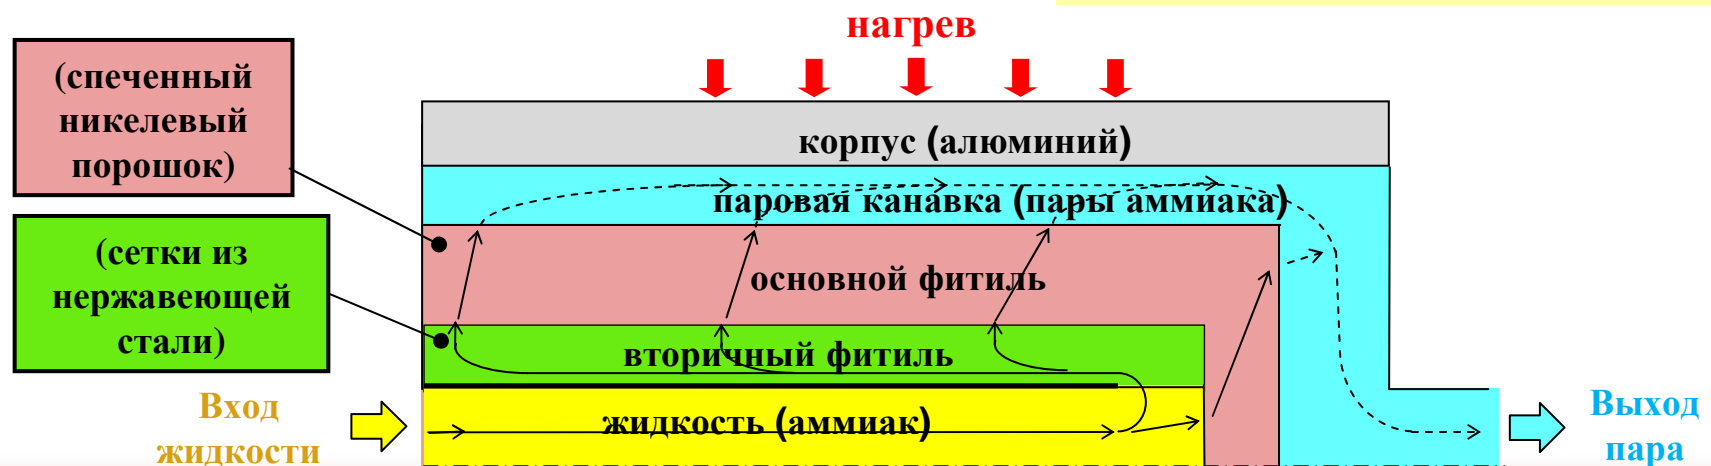 нагрев
(спеченный
никелевый
порошок)
корпус (алюминий)
паровая канавка (пары аммиака)
(сетки из
нержавеющей
стали)
основной фитиль
вторичный фитиль
Вход
жидкости
жидкость (аммиак)
Выход
пара